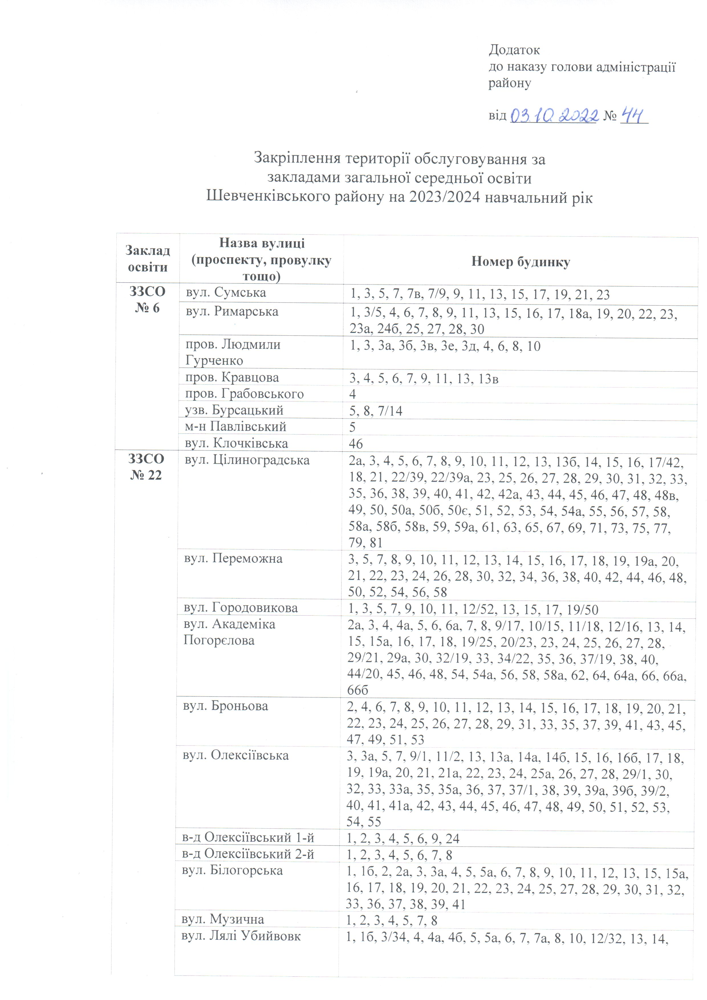 Додаток
до наказу голови адміністрації
району
від 03.10.2022 № 44
Закріплення території обслуговування за
закладами загальної середньої освіти
Шевченківського району на 2023/2024 навчальний рік
Заклад
освіти
Назва вулиці
(проспекту, провулку
тощо)
Номер будинку
ЗЗСО
№ 6
вул. Сумська
1, 3, 5, 7, 7в, 7/9, 9, 11, 13, 15, 17, 19, 21, 23
вул. Римарська
1, 3/5, 4, 6, 7, 8, 9, 11, 13, 15, 16, 17, 18а, 19, 20, 22, 23,
23а, 24б, 25, 27, 28, 30
пров. Людмили
Гурченко
1, 3, 3а, 3б, 3в, 3е, 3д, 4, 6, 8, 10
пров. Кравцова
3, 4, 5, 6, 7, 9, 11, 13, 13в
пров. Грабовського
4
узв. Бурсацький
5, 8, 7/14
м-н Павлівський
5
вул. Клочківська
46
ЗЗСО
№ 22
вул. Цілиноградська
2а, 3, 4, 5, 6, 7, 8, 9, 10, 11, 12, 13, 13б, 14, 15, 16, 17/42,
18, 21, 22/39, 22/39а, 23, 25, 26, 27, 28, 29, 30, 31, 32, 33,
35, 36, 38, 39, 40, 41, 42, 42а, 43, 44, 45, 46, 47, 48, 48в,
49, 50, 50а, 50б, 50є, 51, 52, 53, 54, 54а, 55, 56, 57, 58,
58а, 58б, 58в, 59, 59а, 61, 63, 65, 67, 69, 71, 73, 75, 77,
79, 81
вул. Переможна
3, 5, 7, 8, 9, 10, 11, 12, 13, 14, 15, 16, 17, 18, 19, 19а, 20,
21, 22, 23, 24, 26, 28, 30, 32, 34, 36, 38, 40, 42, 44, 46, 48,
50, 52, 54, 56, 58
вул. Городовикова
1, 3, 5, 7, 9, 10, 11, 12/52, 13, 15, 17, 19/50
вул. Академіка
Погорєлова
2а, 3, 4, 4а, 5, 6, 6а, 7, 8, 9/17, 10/15, 11/18, 12/16, 13, 14,
15, 15а, 16, 17, 18, 19/25, 20/23, 23, 24, 25, 26, 27, 28,
29/21, 29а, 30, 32/19, 33, 34/22, 35, 36, 37/19, 38, 40,
44/20, 45, 46, 48, 54, 54а, 56, 58, 58а, 62, 64, 64а, 66, 66а,
66б
вул. Броньова
2, 4, 6, 7, 8, 9, 10, 11, 12, 13, 14, 15, 16, 17, 18, 19, 20, 21,
22, 23, 24, 25, 26, 27, 28, 29, 31, 33, 35, 37, 39, 41, 43, 45,
47, 49, 51, 53
вул. Олексіївська
3, 3а, 5, 7, 9/1, 11/2, 13, 13а, 14а, 14б, 15, 16, 16б, 17, 18,
19, 19а, 20, 21, 21а, 22, 23, 24, 25а, 26, 27, 28, 29/1, 30,
32, 33, 33а, 35, 35а, 36, 37, 37/1, 38, 39, 39а, 39б, 39/2,
40, 41, 41а, 42, 43, 44, 45, 46, 47, 48, 49, 50, 51, 52, 53,
54, 55
в-д Олексіївський 1-й
1, 2, 3, 4, 5, 6, 9, 24
в-д Олексіївський 2-й
1, 2, 3, 4, 5, 6, 7, 8
вул. Білогорська
1, 1б, 2, 2а, 3, 3а, 4, 5, 5а, 6, 7, 8, 9, 10, 11, 12, 13, 15, 15а,
16, 17, 18, 19, 20, 21, 22, 23, 24, 25, 27, 28, 29, 30, 31, 32,
33, 36, 37, 38, 39, 41
вул. Музична
1, 2, 3, 4, 5, 7, 8
вул. Лялі Убийвовк
1, 1б, 3/34, 4, 4а, 4б, 5, 5а, 6, 7, 7а, 8, 10, 12/32, 13, 14,